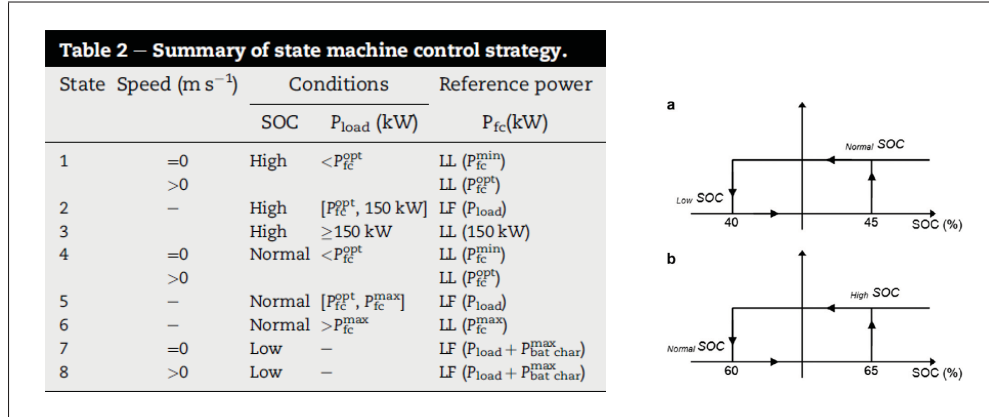 Table 2 – Summary of state machine control strategy.
State Speed (m s⁻¹) Conditions Reference power
SOC P_load (kW) P_fc(kW)
1 =0 High <P_fc^opt LL (P_fc^min)
>0 LL (P_fc^opt)
2 – High [P_fc^opt, 150 kW] LF (P_load)
3 High ≥150 kW LL (150 kW)
4 =0 Normal <P_fc^opt LL (P_fc^min)
>0 LL (P_fc^opt)
5 – Normal [P_fc^opt, P_fc^max] LF (P_load)
6 – Normal >P_fc^max LL (P_fc^max)
7 =0 Low – LF (P_load + P_bat char^max)
8 >0 Low – LF (P_load + P_bat char^max)
a
Normal SOC
Low SOC
40 45 SOC (%)
b
High SOC
Normal SOC
60 65 SOC (%)